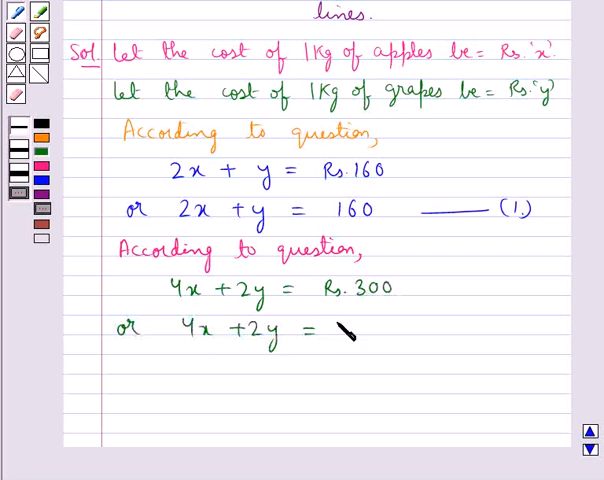 lines.
Sol. Let the cost of 1Kg of apples be = Rs. 'x'.
Let the cost of 1Kg of grapes be = Rs. 'y'
According to question,
2x + y = Rs. 160
or 2x + y = 160 —— (1.)
According to question,
4x + 2y = Rs. 300
or 4x + 2y =